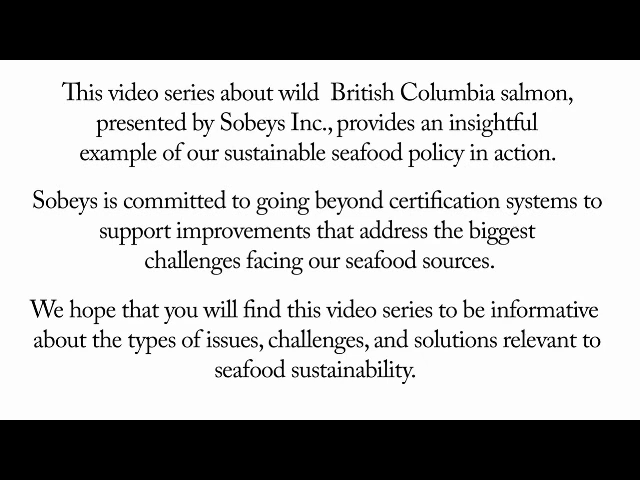 This video series about wild  British Columbia salmon,
presented by Sobeys Inc., provides an insightful
example of our sustainable seafood policy in action.
Sobeys is committed to going beyond certification systems to
support improvements that address the biggest
challenges facing our seafood sources.
We hope that you will find this video series to be informative
about the types of issues, challenges, and solutions relevant to
seafood sustainability.